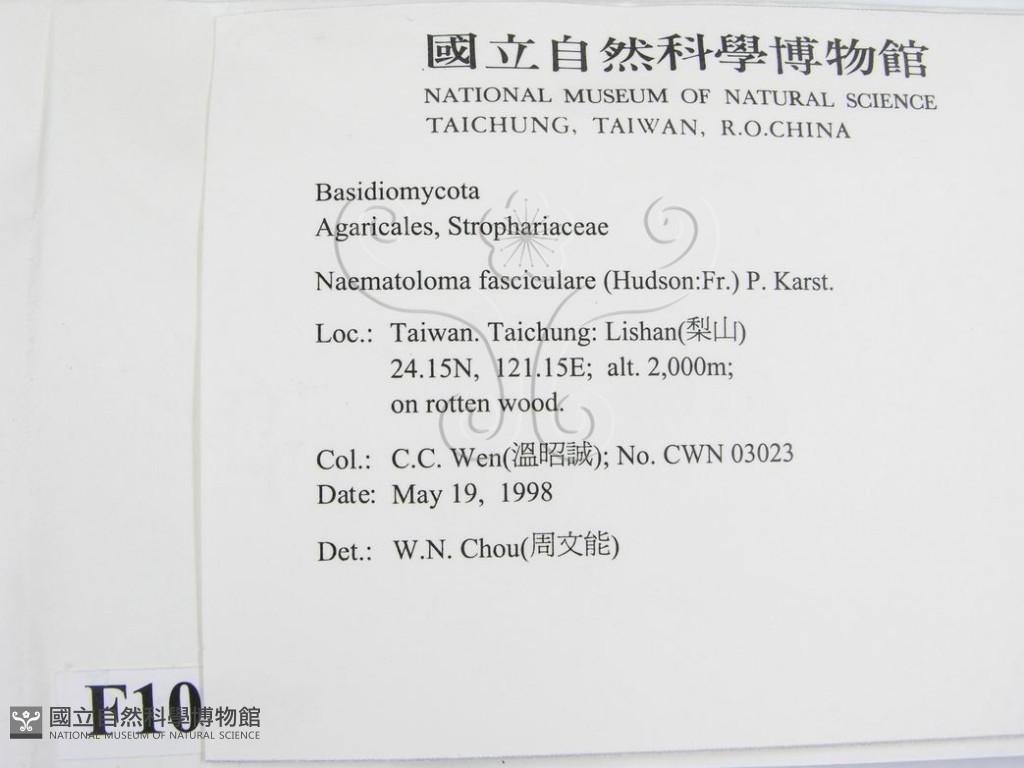 國立自然科學博物館
NATIONAL MUSEUM OF NATURAL SCIENCE
TAICHUNG, TAIWAN, R.O.CHINA
Basidiomycota
Agaricales, Strophariaceae
Naematoloma fasciculare (Hudson:Fr.) P. Karst.
Loc.: Taiwan. Taichung: Lishan(梨山)
24.15N, 121.15E; alt. 2,000m;
on rotten wood.
Col.: C.C. Wen(溫昭誠); No. CWN 03023
Date: May 19, 1998
Det.: W.N. Chou(周文能)
F10
國立自然科學博物館
NATIONAL MUSEUM OF NATURAL SCIENCE